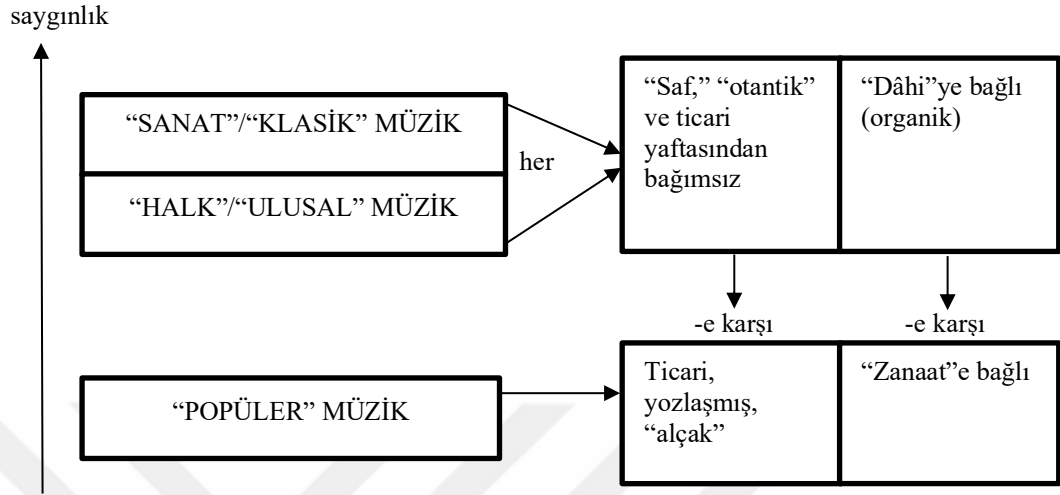 saygınlık
“SANAT”/“KLASİK” MÜZİK
“HALK”/“ULUSAL” MÜZİK
her
“Saf,” “otantik”
ve ticari
yaftasından
bağımsız
“Dâhi”ye bağlı
(organik)
-e karşı
-e karşı
“POPÜLER” MÜZİK
Ticari,
yozlaşmış,
“alçak”
“Zanaat”e bağlı